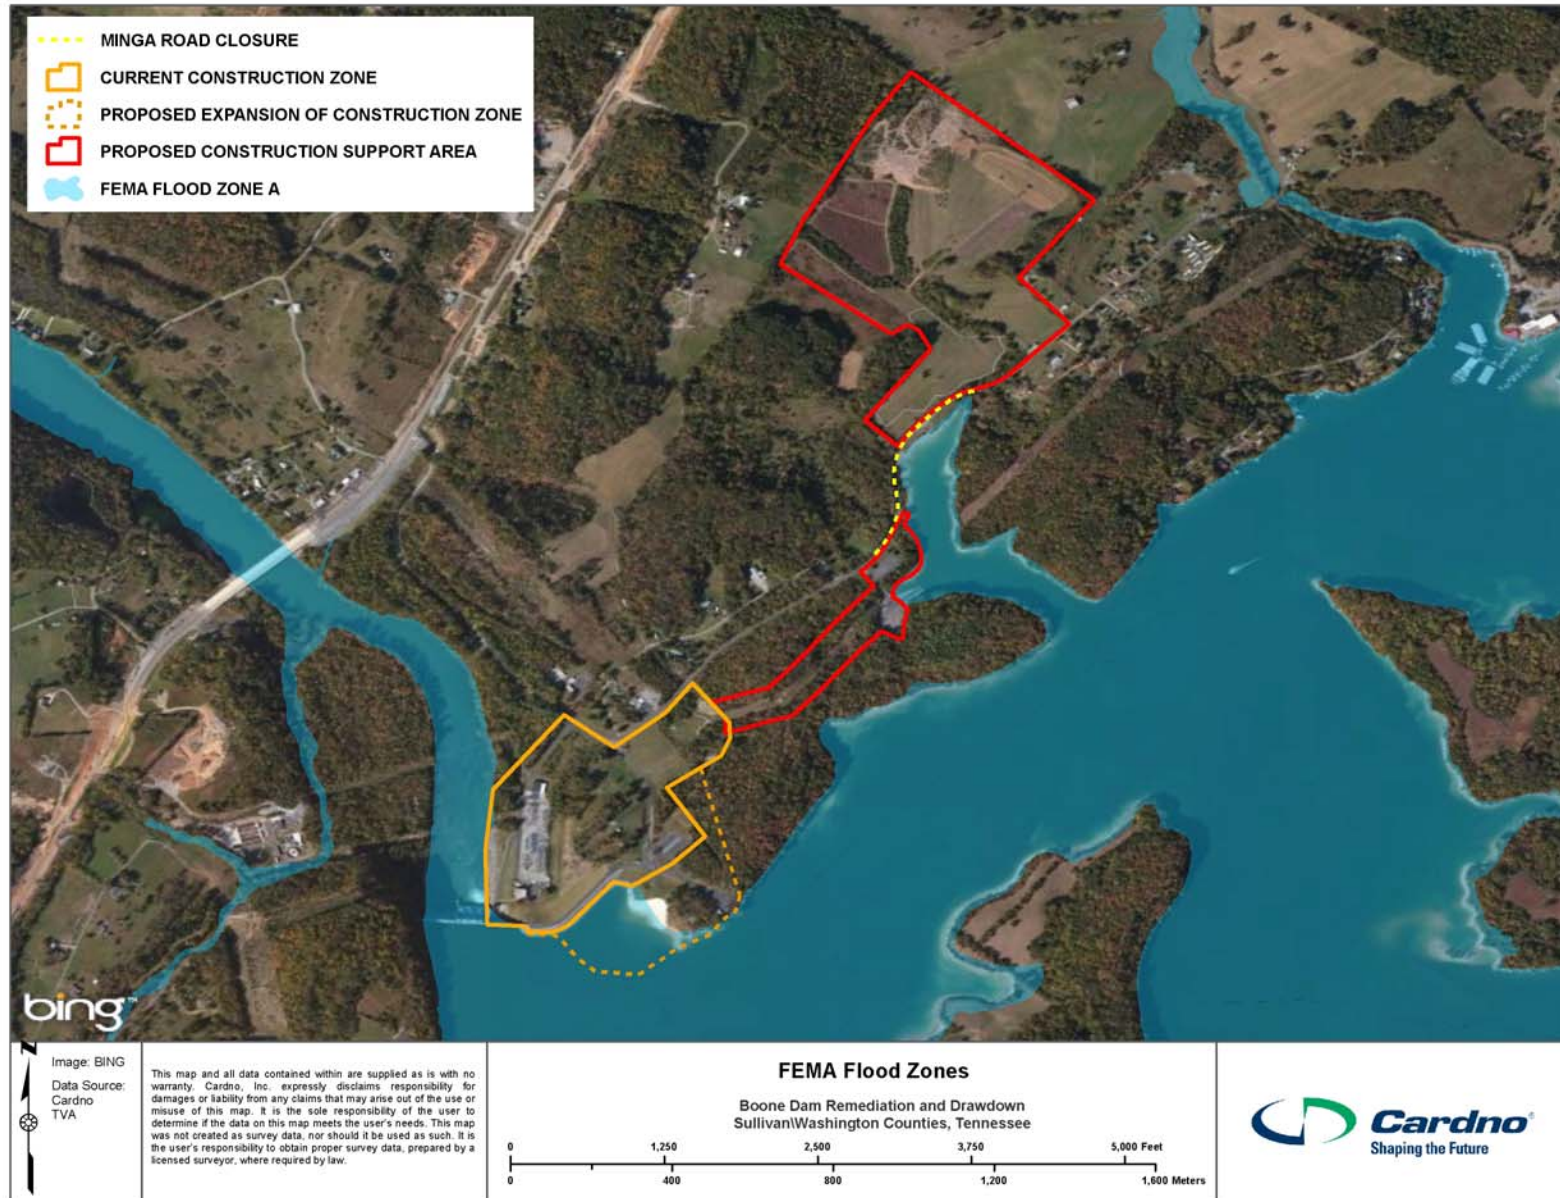 MINGA ROAD CLOSURE
CURRENT CONSTRUCTION ZONE
PROPOSED EXPANSION OF CONSTRUCTION ZONE
PROPOSED CONSTRUCTION SUPPORT AREA
FEMA FLOOD ZONE A
bing™
N
Image: BING
Data Source:
Cardno
TVA
This map and all data contained within are supplied as is with no
warranty. Cardno, Inc. expressly disclaims responsibility for
damages or liability from any claims that may arise out of the use or
misuse of this map. It is the sole responsibility of the user to
determine if the data on this map meets the user's needs. This map
was not created as survey data, nor should it be used as such. It is
the user's responsibility to obtain proper survey data, prepared by a
licensed surveyor, where required by law.
FEMA Flood Zones
Boone Dam Remediation and Drawdown
Sullivan\Washington Counties, Tennessee
0 1,250 2,500 3,750 5,000 Feet
0 400 800 1,200 1,600 Meters
Cardno®
Shaping the Future